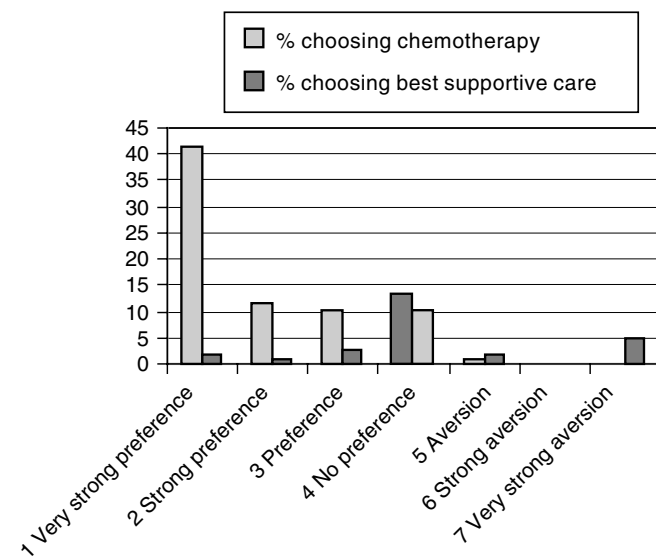 % choosing chemotherapy
% choosing best supportive care
45
40
35
30
25
20
15
10
5
0
1 Very strong preference
2 Strong preference
3 Preference
4 No preference
5 Aversion
6 Strong aversion
7 Very strong aversion